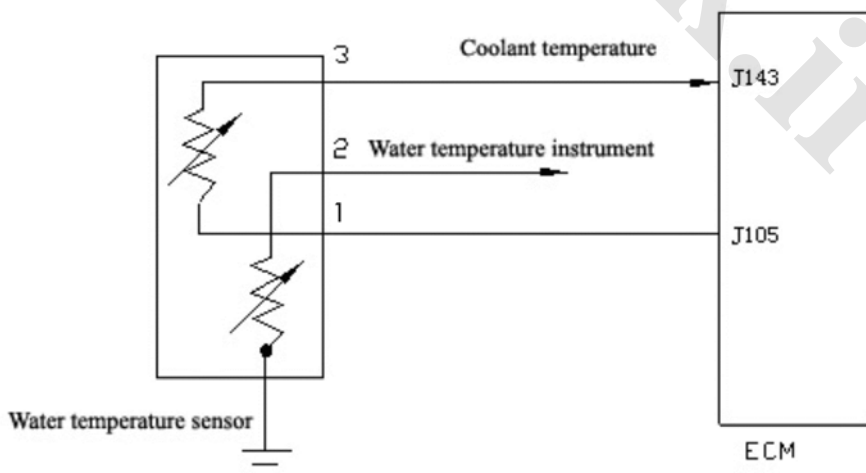 3
Coolant temperature
J143
2
Water temperature instrument
1
J105
Water temperature sensor
ECM